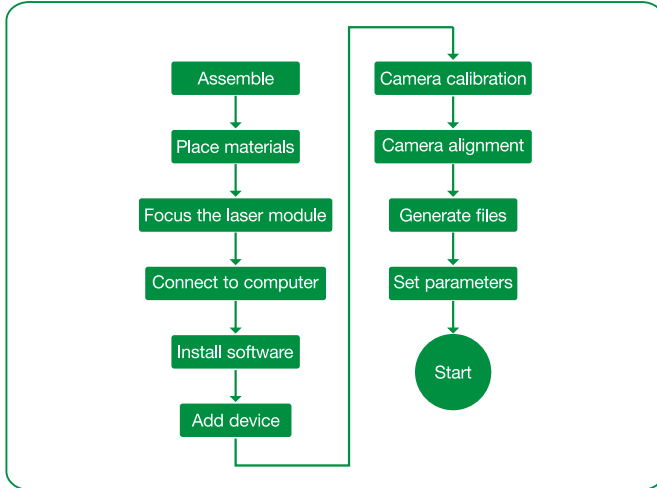 Assemble
Place materials
Focus the laser module
Connect to computer
Install software
Add device
Camera calibration
Camera alignment
Generate files
Set parameters
Start